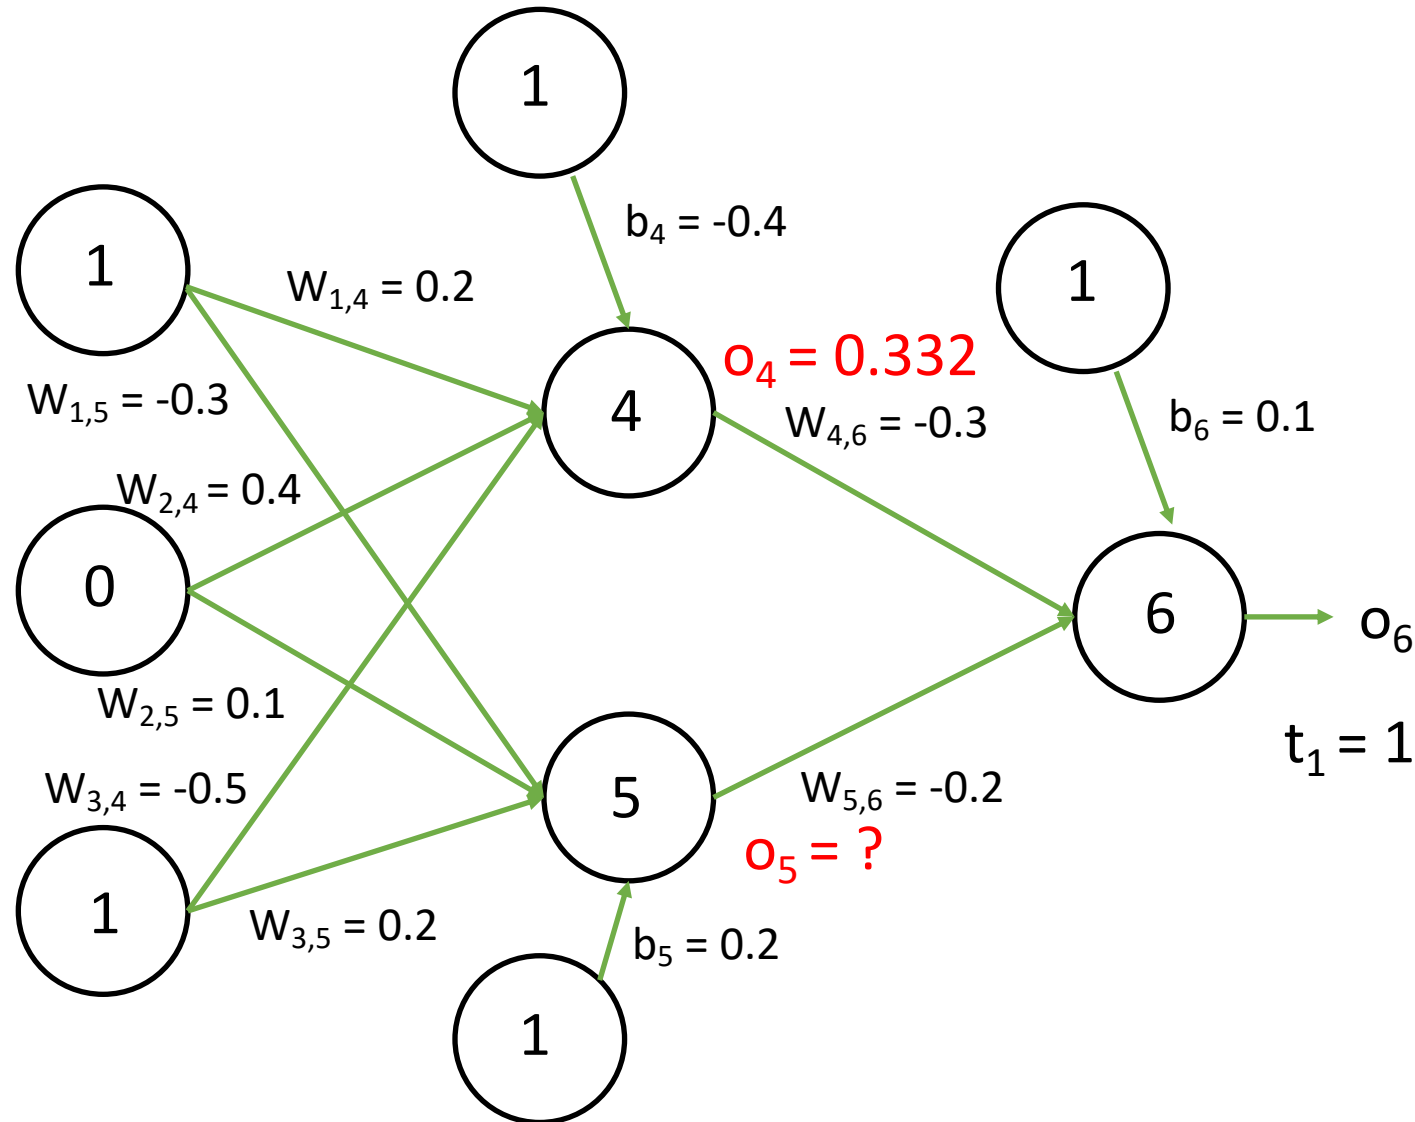 1
b₄ = -0.4
1
1
W₁,₄ = 0.2
o₄ = 0.332
W₁,₅ = -0.3
4
W₄,₆ = -0.3
b₆ = 0.1
W₂,₄ = 0.4
0
6
o₆
W₂,₅ = 0.1
t₁ = 1
W₃,₄ = -0.5
5
W₅,₆ = -0.2
o₅ = ?
1
W₃,₅ = 0.2
b₅ = 0.2
1